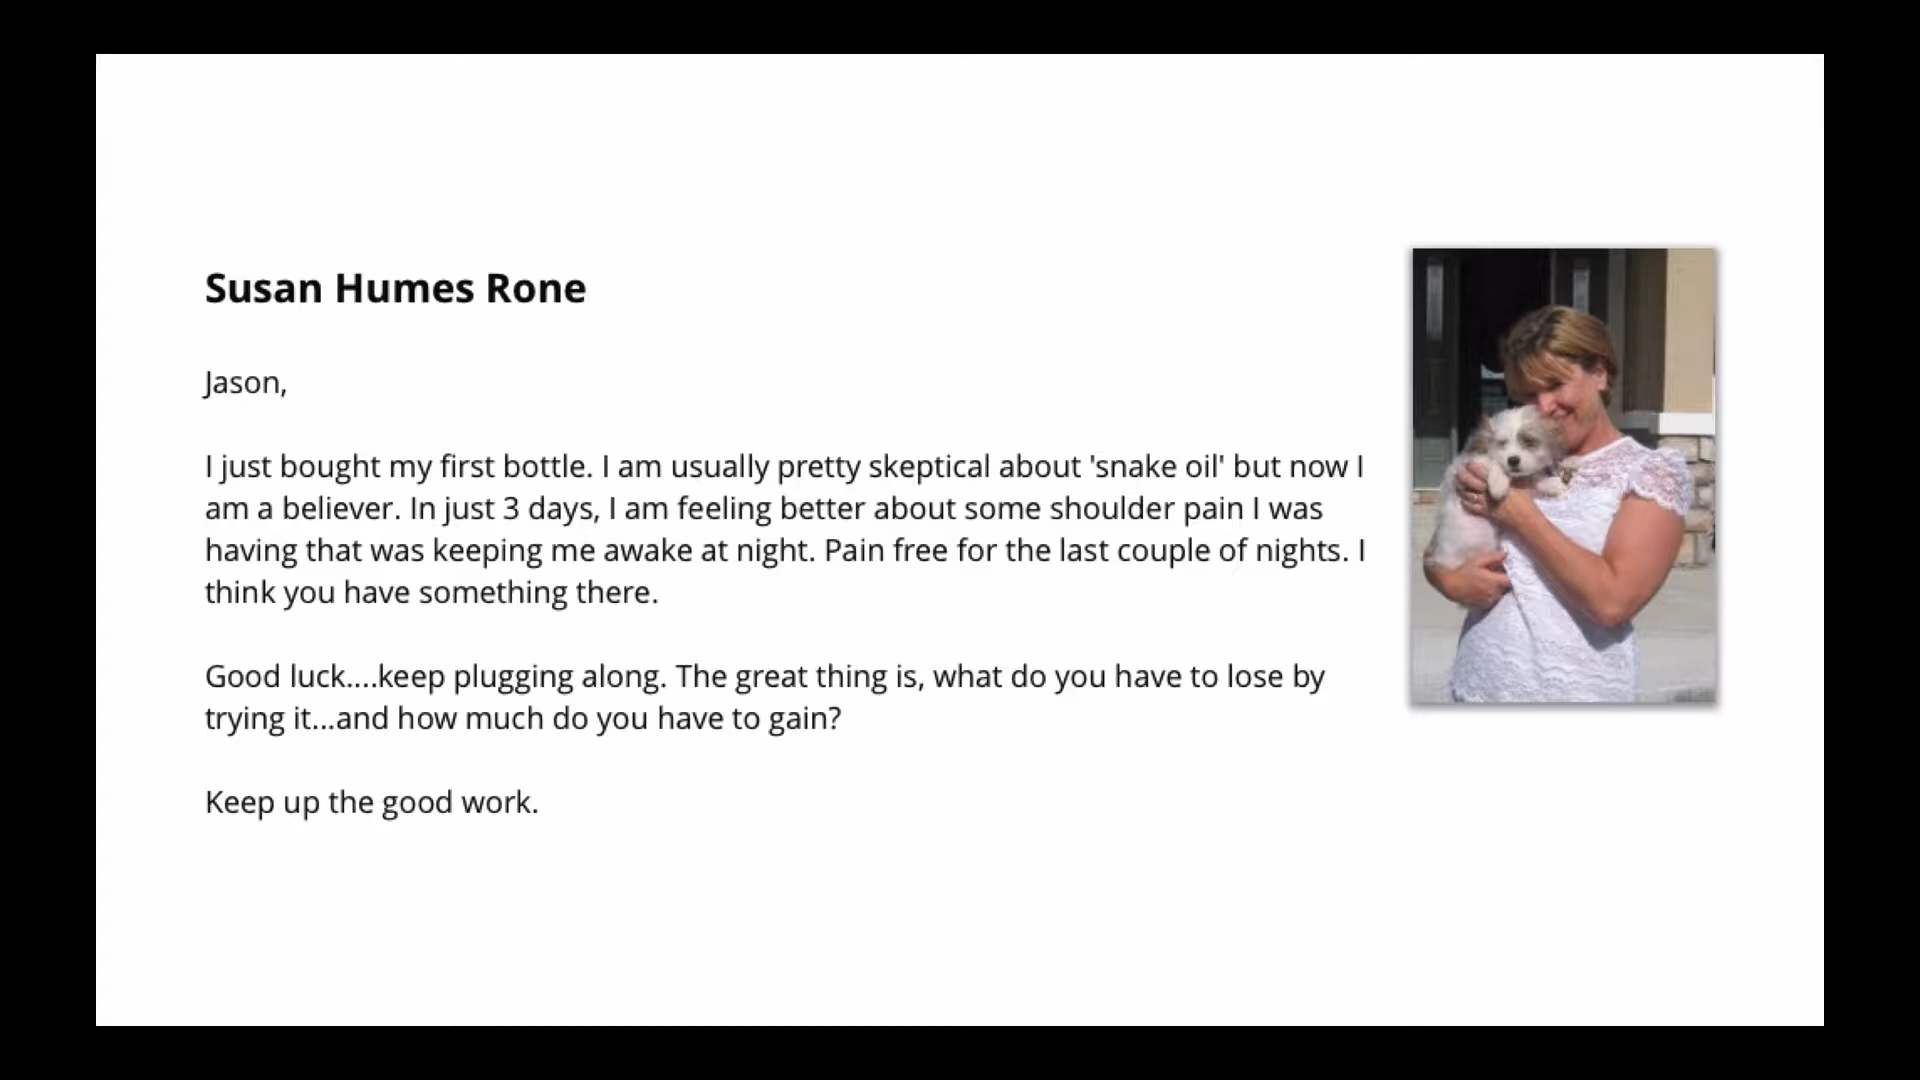 Susan Humes Rone
Jason,
I just bought my first bottle. I am usually pretty skeptical about 'snake oil' but now I
am a believer. In just 3 days, I am feeling better about some shoulder pain I was
having that was keeping me awake at night. Pain free for the last couple of nights. I
think you have something there.
Good luck....keep plugging along. The great thing is, what do you have to lose by
trying it...and how much do you have to gain?
Keep up the good work.